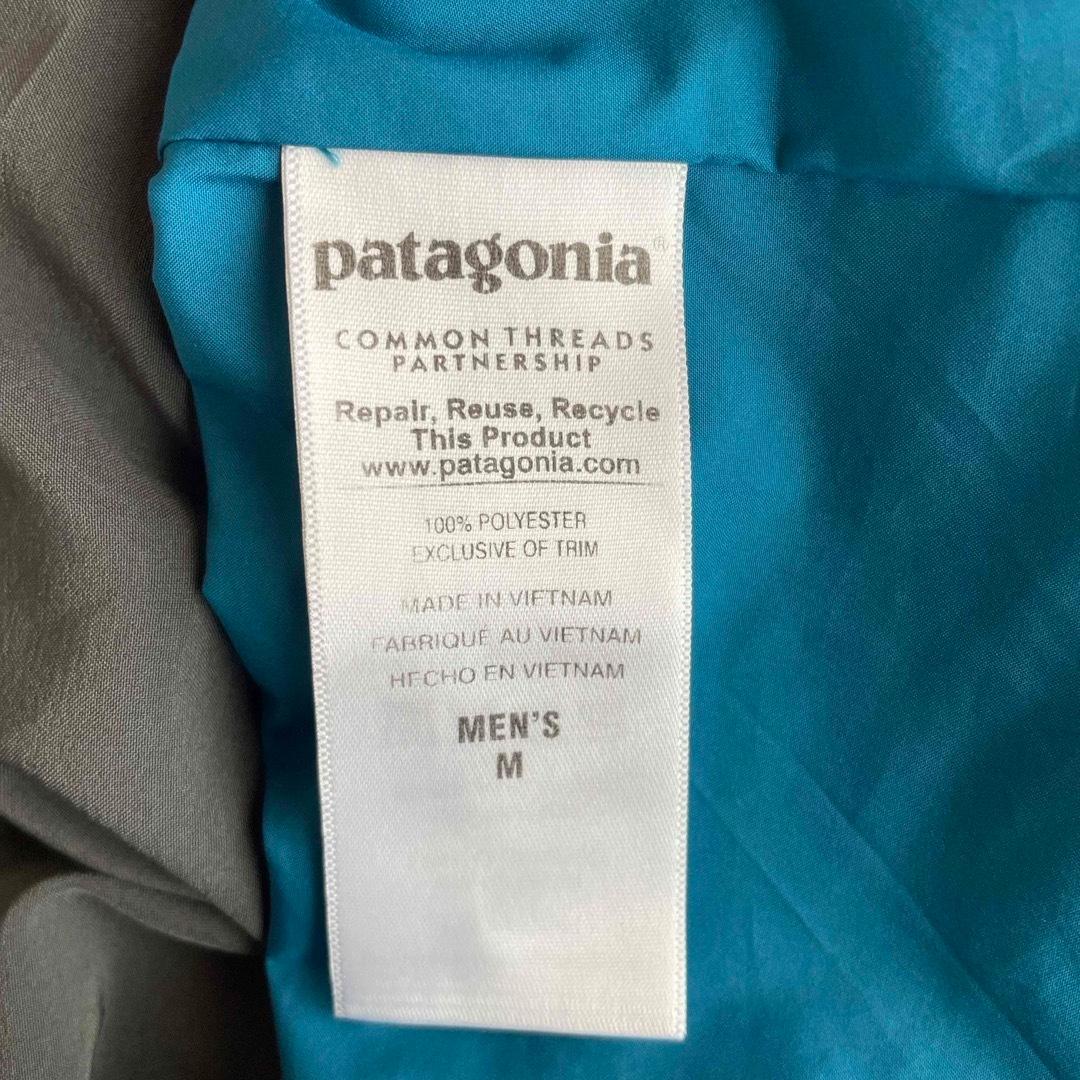 patagonia®
COMMON THREADS
PARTNERSHIP
Repair, Reuse, Recycle
This Product
www.patagonia.com
100% POLYESTER
EXCLUSIVE OF TRIM
MADE IN VIETNAM
FABRIQUÉ AU VIETNAM
HECHO EN VIETNAM
MEN'S
M